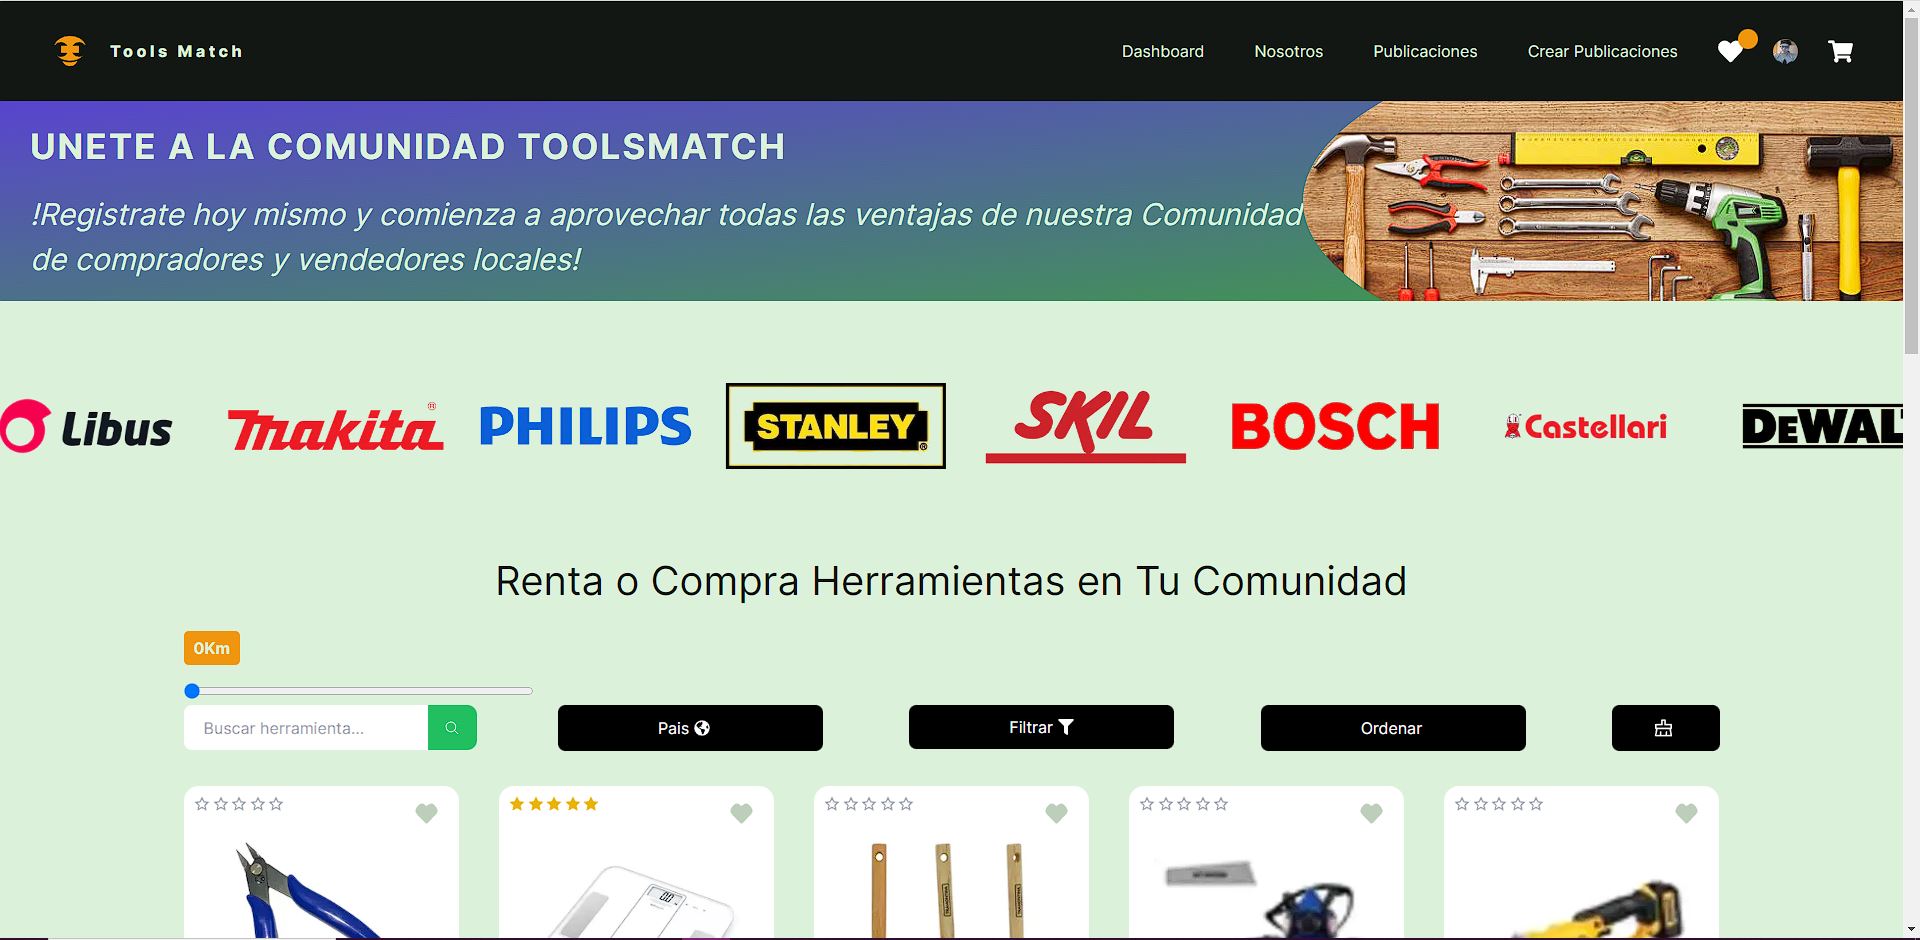 Tools Match
Dashboard
Nosotros
Publicaciones
Crear Publicaciones
UNETE A LA COMUNIDAD TOOLSMATCH
!Registrate hoy mismo y comienza a aprovechar todas las ventajas de nuestra Comunidad
de compradores y vendedores locales!
Libus
makita®
PHILIPS
STANLEY®
SKIL
BOSCH
Castellari
DEWAL
Renta o Compra Herramientas en Tu Comunidad
0Km
Buscar herramienta...
Pais
Filtrar
Ordenar
0.0